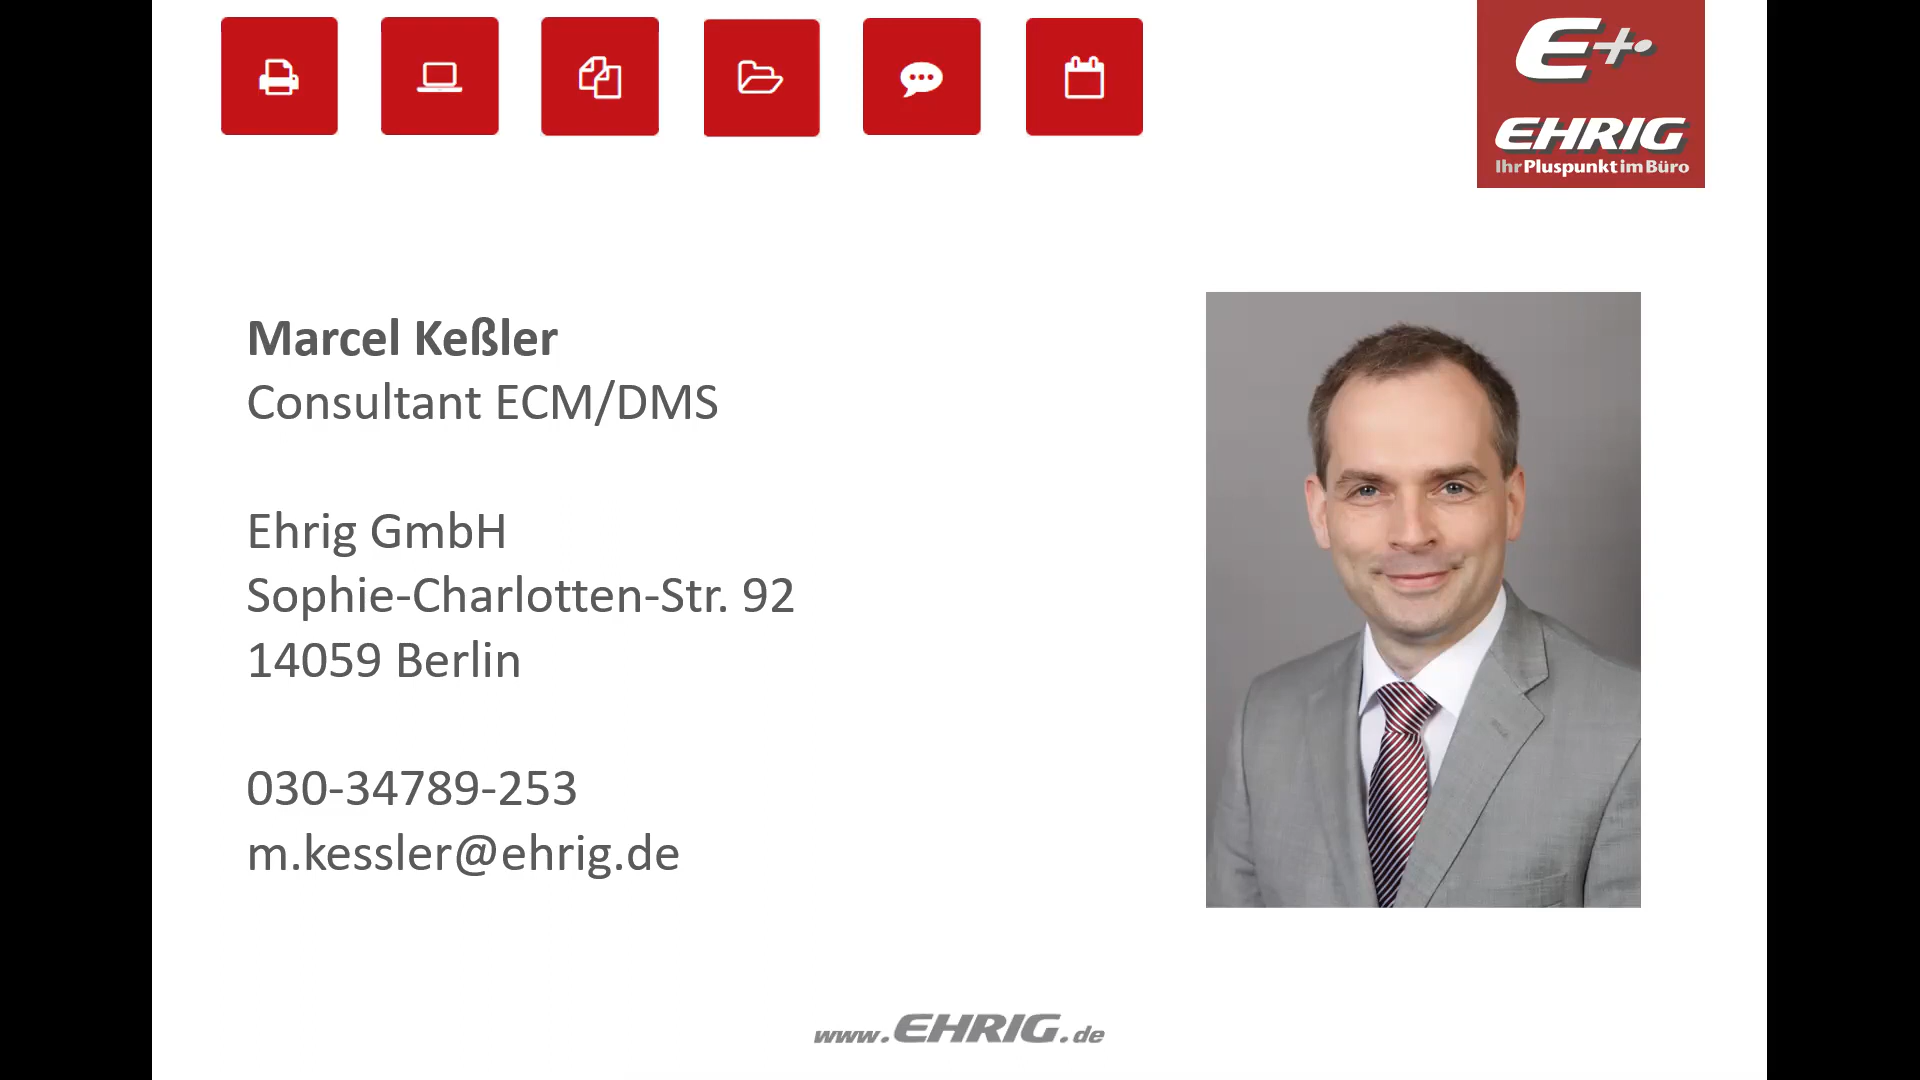 E+
EHRIG
Ihr Pluspunkt im Büro
Marcel Keßler
Consultant ECM/DMS
Ehrig GmbH
Sophie-Charlotten-Str. 92
14059 Berlin
030-34789-253
m.kessler@ehrig.de
www.EHRIG.de